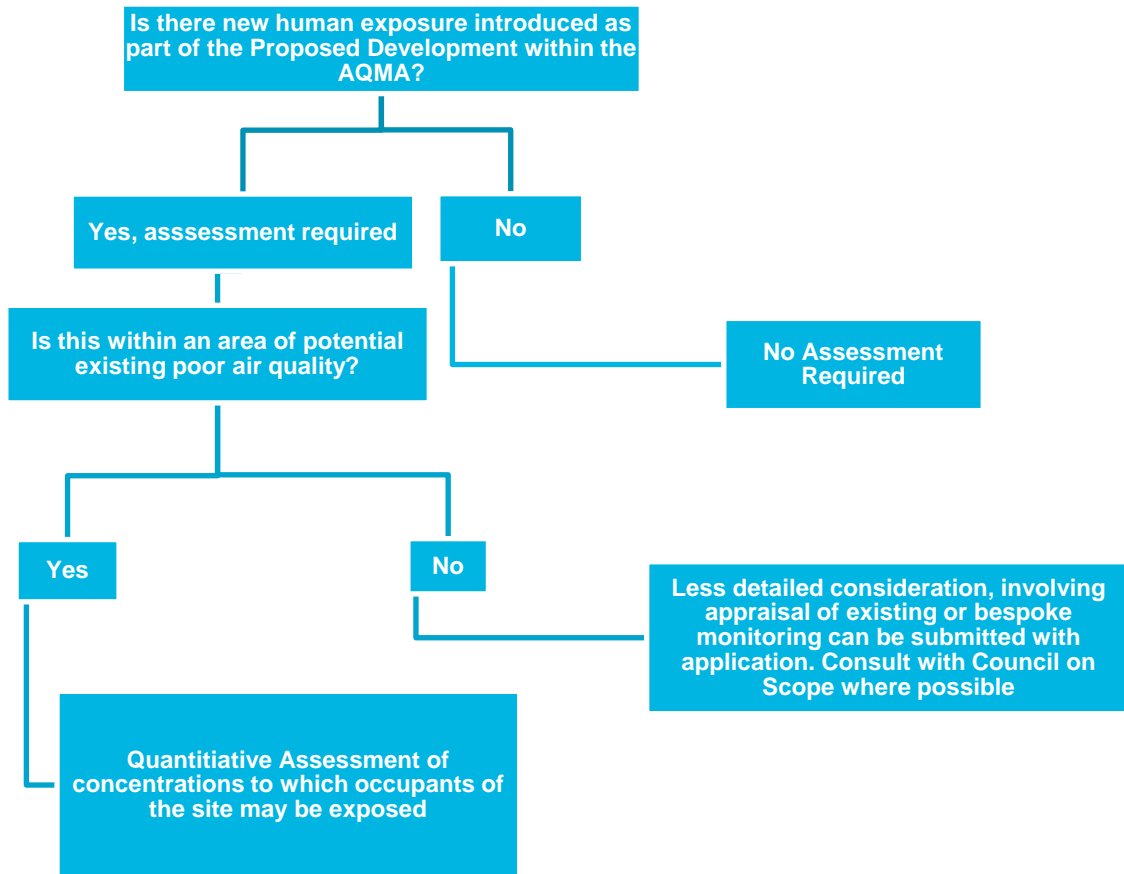 Is there new human exposure introduced as
part of the Proposed Development within the
AQMA?
Yes, asssessment required
No
Is this within an area of potential
existing poor air quality?
No Assessment
Required
Yes
No
Less detailed consideration, involving
appraisal of existing or bespoke
monitoring can be submitted with
application. Consult with Council on
Scope where possible
Quantitiative Assessment of
concentrations to which occupants of
the site may be exposed